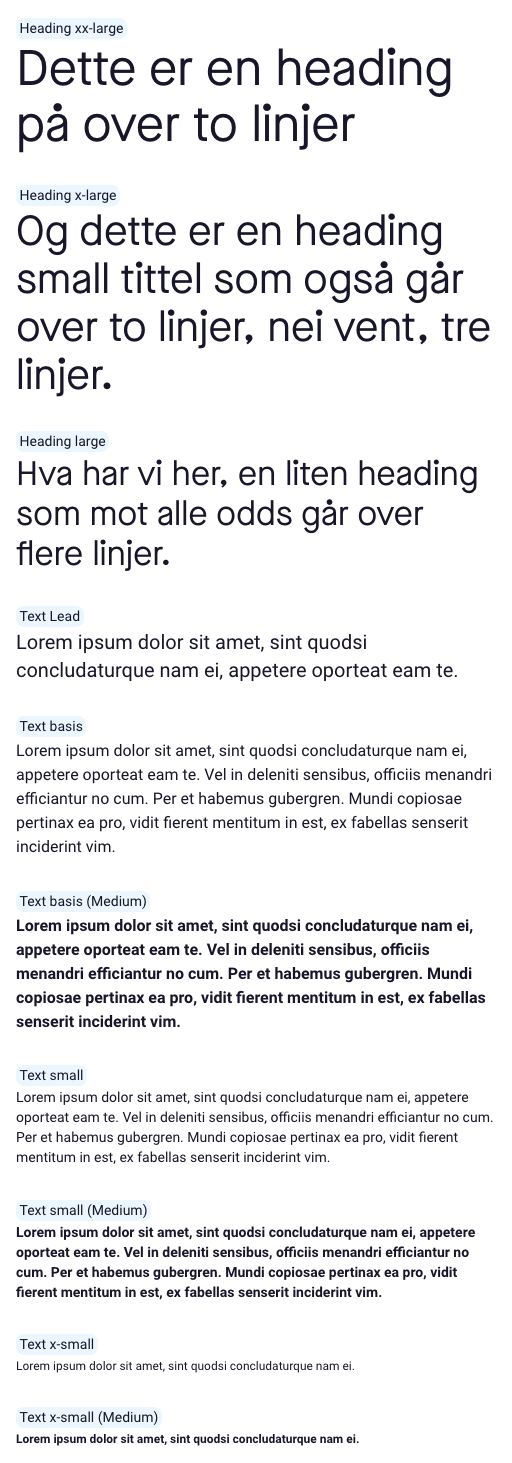 Heading xx-large
Dette er en heading
på over to linjer
Heading x-large
Og dette er en heading
small tittel som også går
over to linjer, nei vent, tre
linjer.
Heading large
Hva har vi her, en liten heading
som mot alle odds går over
flere linjer.
Text Lead
Lorem ipsum dolor sit amet, sint quodsi
concludaturque nam ei, appetere oporteat eam te.
Text basis
Lorem ipsum dolor sit amet, sint quodsi concludaturque nam ei,
appetere oporteat eam te. Vel in deleniti sensibus, officiis menandri
efficiantur no cum. Per et habemus gubergren. Mundi copiosae
pertinax ea pro, vidit fierent mentitum in est, ex fabellas senserit
inciderint vim.
Text basis (Medium)
Lorem ipsum dolor sit amet, sint quodsi concludaturque nam ei,
appetere oporteat eam te. Vel in deleniti sensibus, officiis
menandri efficiantur no cum. Per et habemus gubergren. Mundi
copiosae pertinax ea pro, vidit fierent mentitum in est, ex fabellas
senserit inciderint vim.
Text small
Lorem ipsum dolor sit amet, sint quodsi concludaturque nam ei, appetere
oporteat eam te. Vel in deleniti sensibus, officiis menandri efficiantur no cum.
Per et habemus gubergren. Mundi copiosae pertinax ea pro, vidit fierent
mentitum in est, ex fabellas senserit inciderint vim.
Text small (Medium)
Lorem ipsum dolor sit amet, sint quodsi concludaturque nam ei, appetere
oporteat eam te. Vel in deleniti sensibus, officiis menandri efficiantur no
cum. Per et habemus gubergren. Mundi copiosae pertinax ea pro, vidit
fierent mentitum in est, ex fabellas senserit inciderint vim.
Text x-small
Lorem ipsum dolor sit amet, sint quodsi concludaturque nam ei.
Text x-small (Medium)
Lorem ipsum dolor sit amet, sint quodsi concludaturque nam ei.